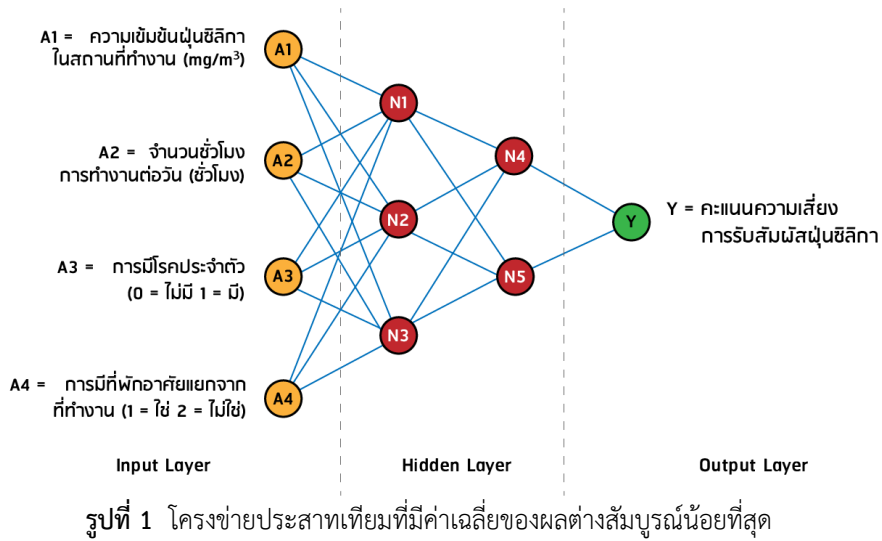 A1 = ความเข้มข้นฝุ่นซิลิกา
ในสถานที่ทำงาน (mg/m³)
A1
N1
A2 = จำนวนชั่วโมง
การทำงานต่อวัน (ชั่วโมง)
A2
N4
N2
Y
Y = คะแนนความเสี่ยง
การรับสัมผัสฝุ่นซิลิกา
A3 = การมีโรคประจำตัว
(0 = ไม่มี 1 = มี)
A3
N5
N3
A4 = การมีที่พักอาศัยแยกจาก
ที่ทำงาน (1 = ใช่ 2 = ไม่ใช่)
A4
Input Layer
Hidden Layer
Output Layer
รูปที่ 1 โครงข่ายประสาทเทียมที่มีค่าเฉลี่ยของผลต่างสัมบูรณ์น้อยที่สุด